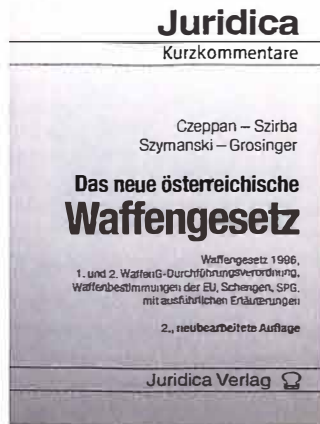 Juridica
Kurzkommentare
Czeppan – Szirba
Szymanski – Grosinger
Das neue österreichische
Waffengesetz
Waffengesetz 1996,
1. und 2. WaffenG-Durchführungsverordnung,
Waffenbestimmungen der EU, Schengen, SPG.
mit ausführlichen Erläuterungen
2., neubearbeitete Auflage
Juridica Verlag